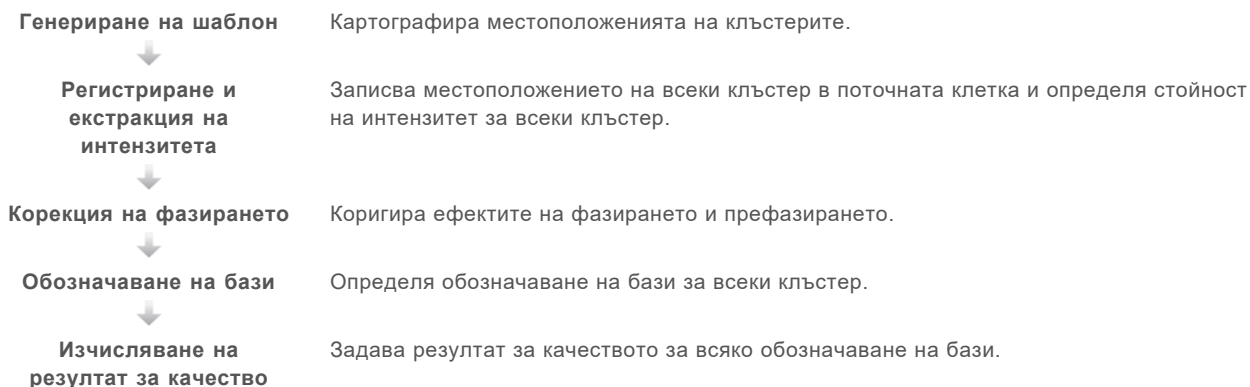 Генериране на шаблон
Картографира местоположенията на клъстерите.
Регистриране и
екстракция на
интензитета
Записва местоположението на всеки клъстер в поточната клетка и определя стойност
на интензитет за всеки клъстер.
Корекция на фазирането
Коригира ефектите на фазирането и префазирането.
Обозначаване на бази
Определя обозначаване на бази за всеки клъстер.
Изчисляване на
резултат за качество
Задава резултат за качеството за всяко обозначаване на бази.